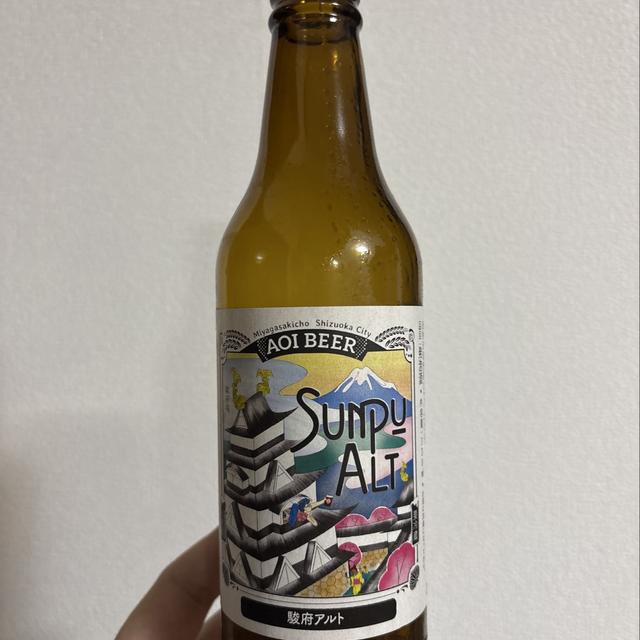 Miyagasakicho Shizuoka City
AOI BEER
SUNPU
ALT
駿府アルト